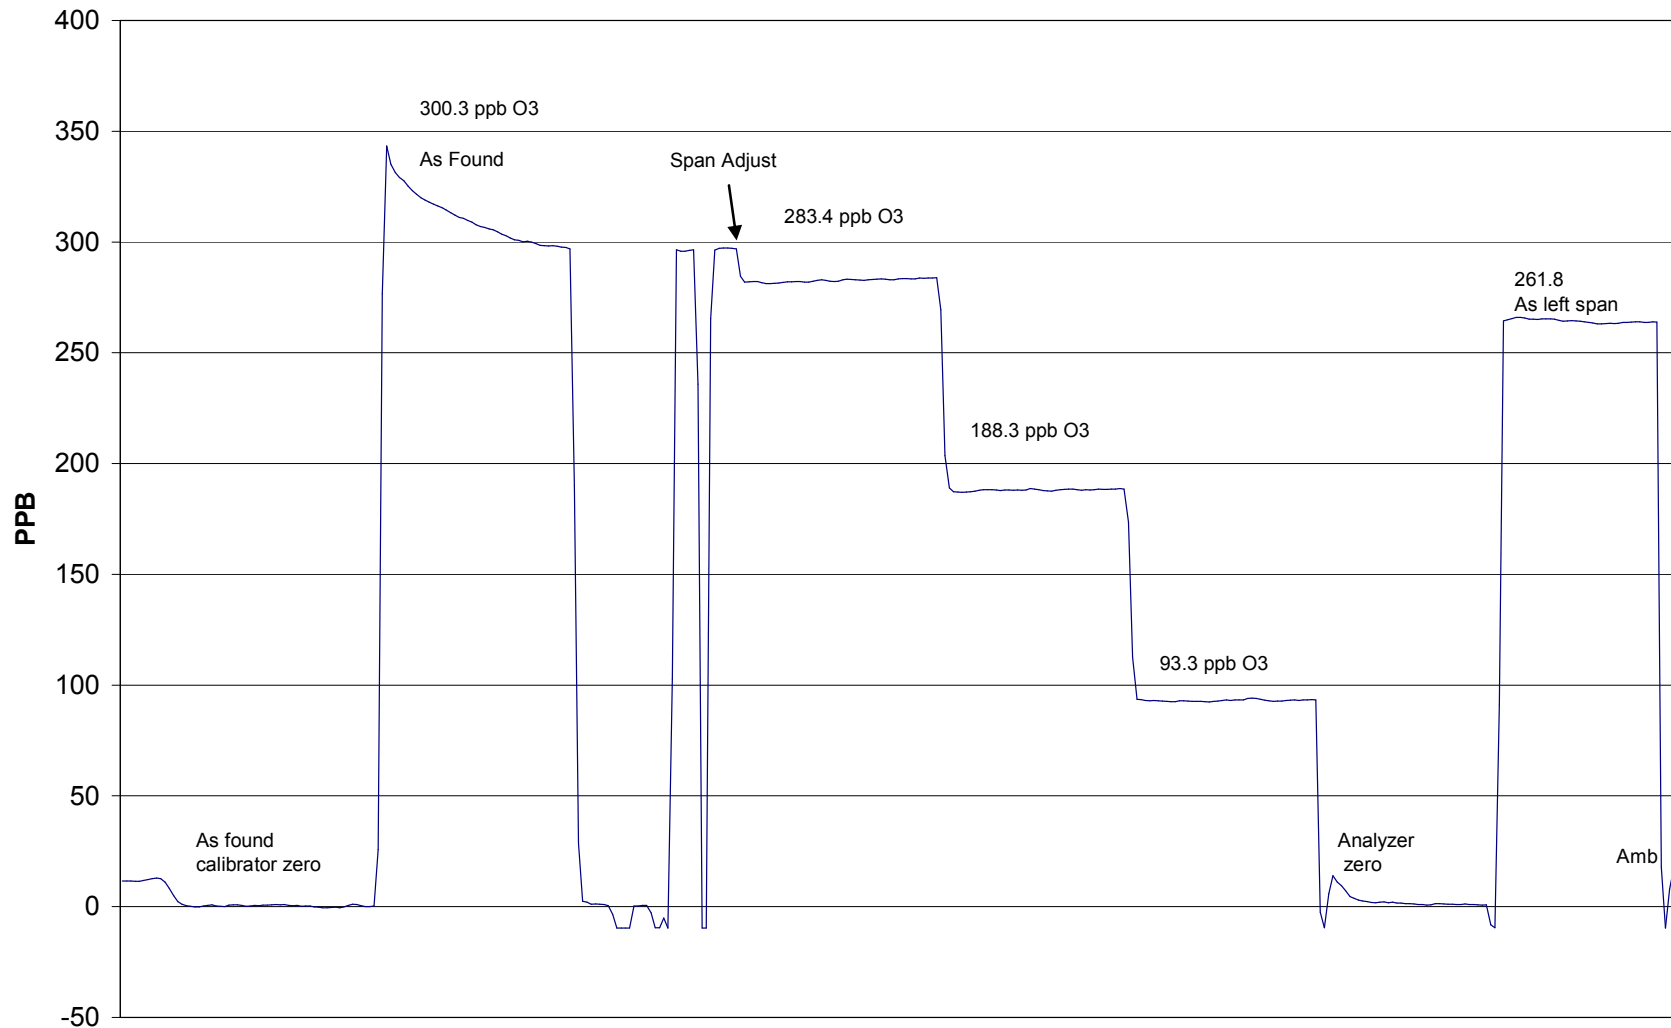 400
350
300
250
200
150
100
50
0
-50
PPB
300.3 ppb O3
As Found
Span Adjust
283.4 ppb O3
188.3 ppb O3
93.3 ppb O3
261.8
As left span
As found
calibrator zero
Analyzer
zero
Amb